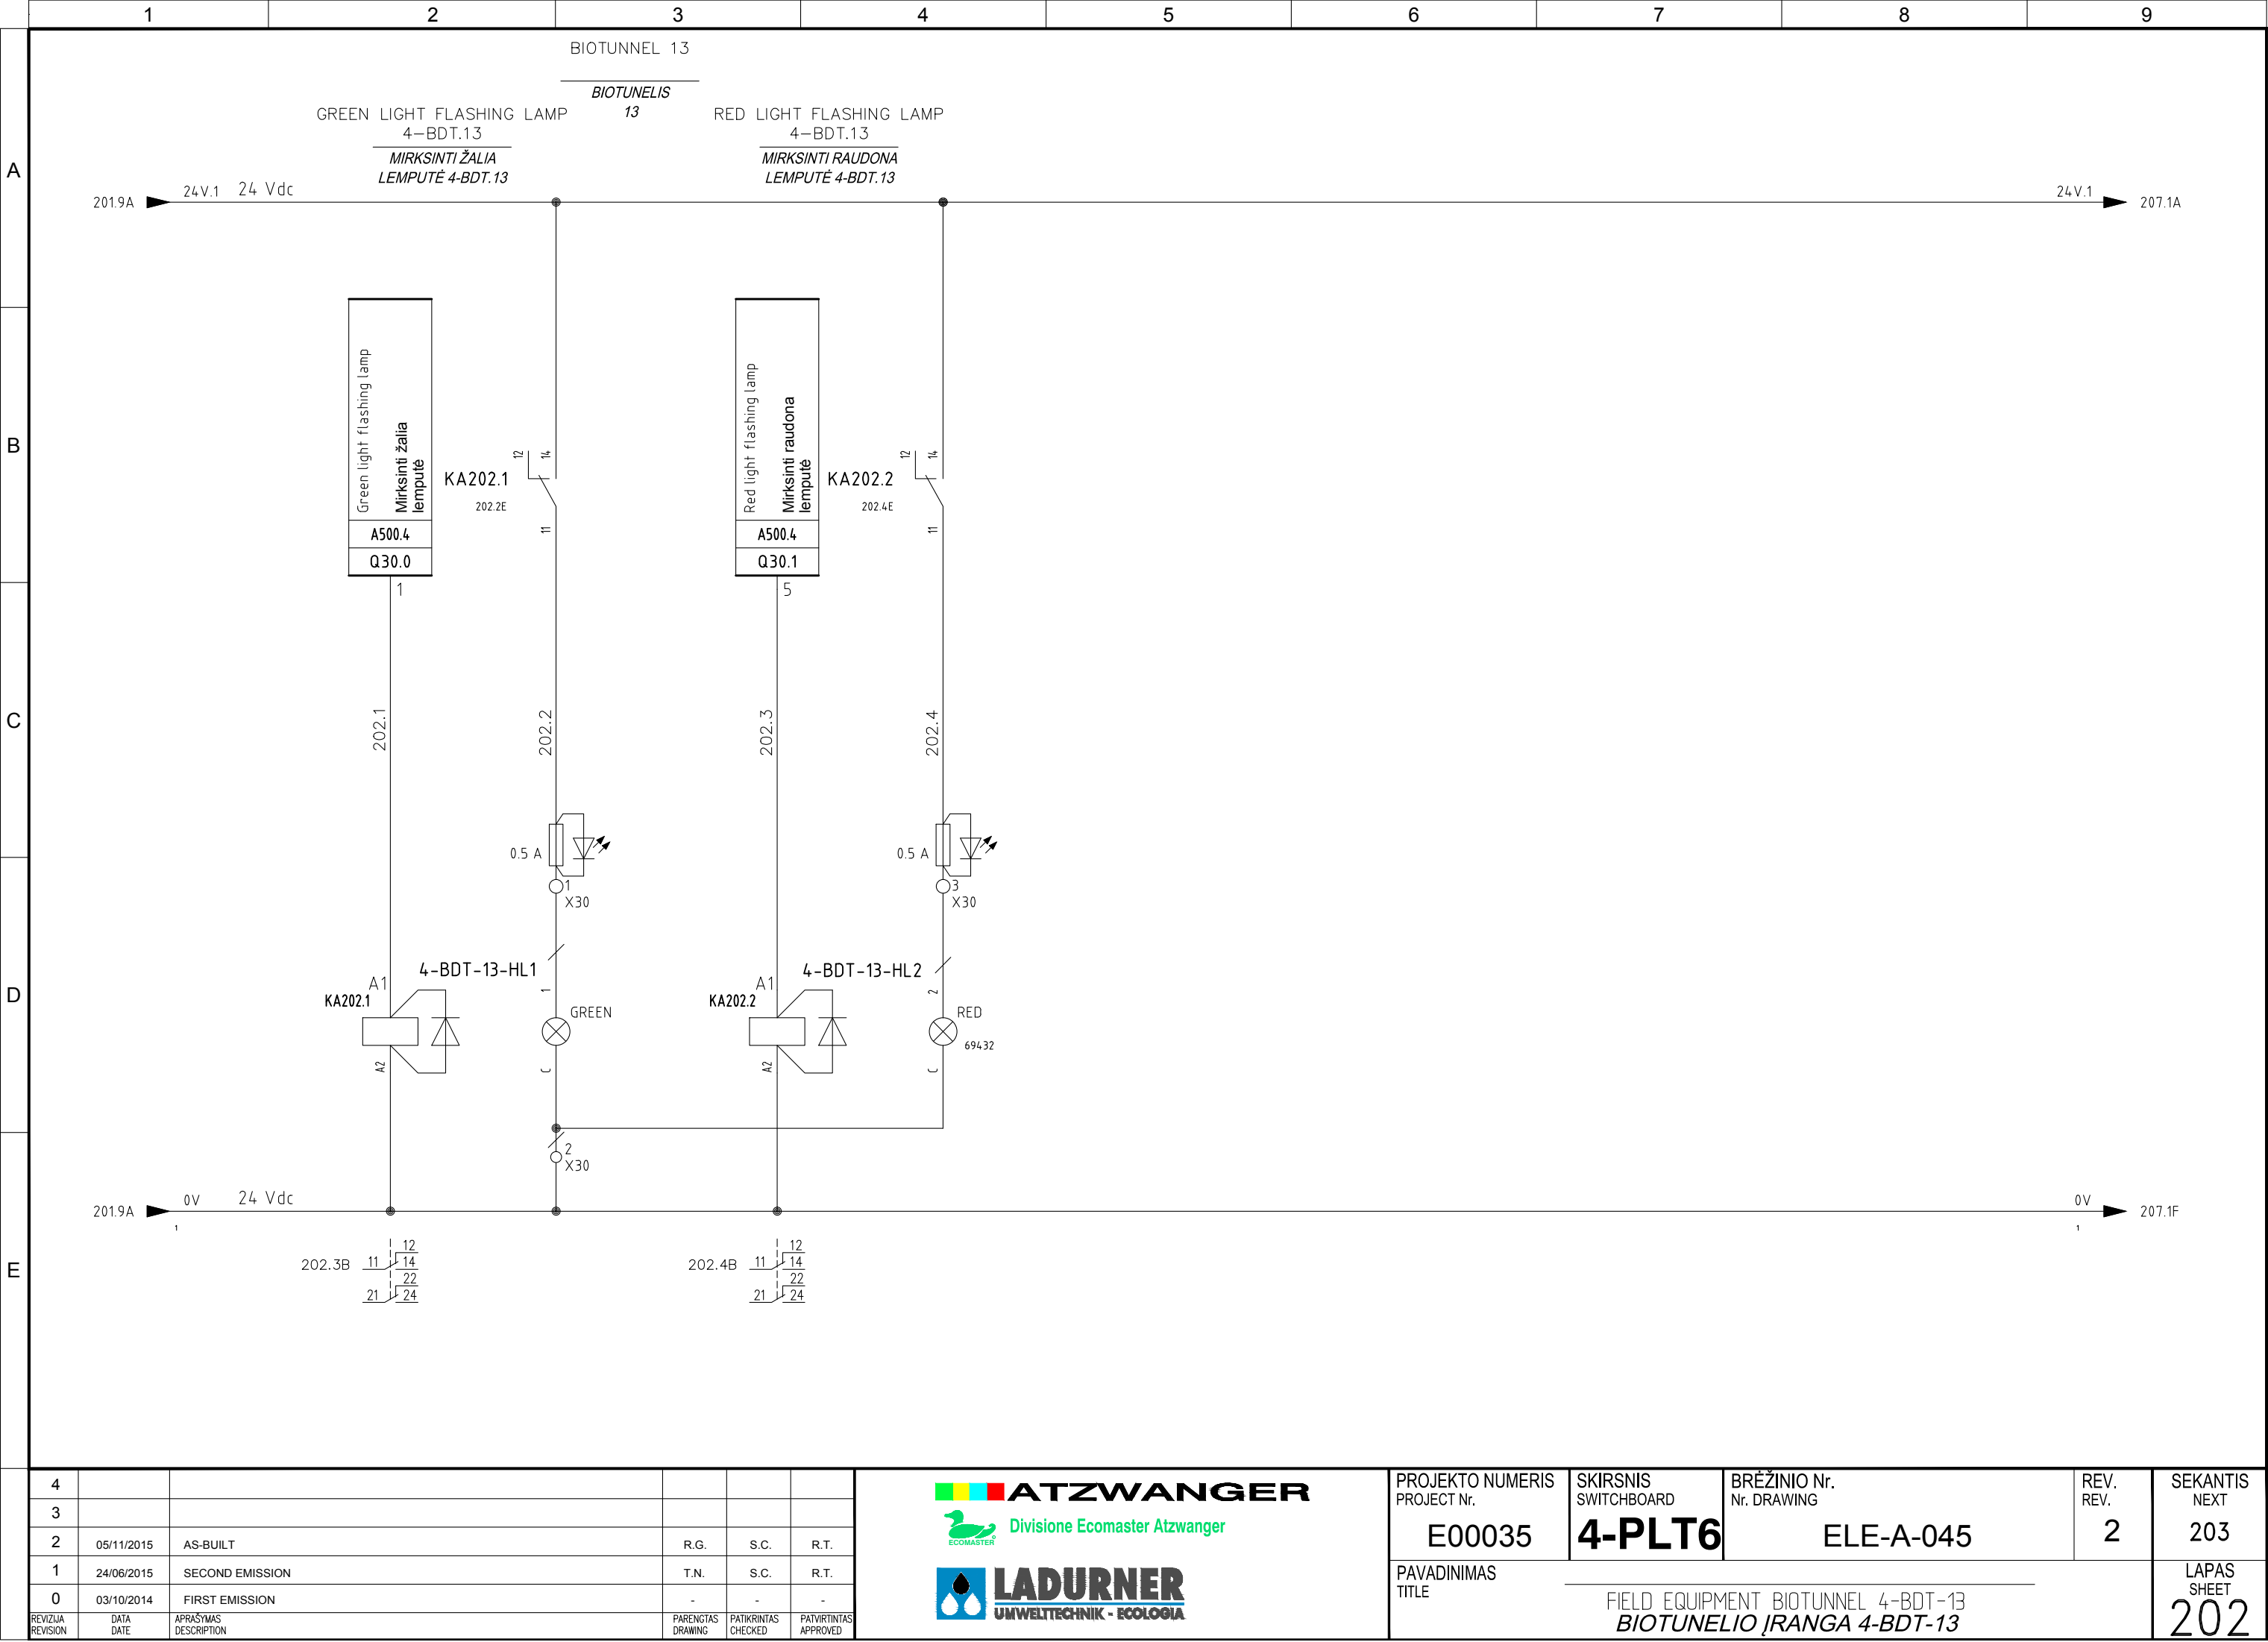 1 2 3 4 5 6 7 8 9
BIOTUNNEL 13
BIOTUNELIS
13
GREEN LIGHT FLASHING LAMP
4-BDT.13
MIRKSINTI ŽALIA
LEMPUTĖ 4-BDT.13
RED LIGHT FLASHING LAMP
4-BDT.13
MIRKSINTI RAUDONA
LEMPUTĖ 4-BDT.13
A
201.9A 24V.1 24 Vdc
24V.1 207.1A
B
Green light flashing lamp
Mirksinti žalia
lemputė
A500.4
Q30.0
1
KA202.1
202.2E
12 14
11
Red light flashing lamp
Mirksinti raudona
lemputė
A500.4
Q30.1
5
KA202.2
202.4E
12 14
11
C
202.1
202.2
202.3
202.4
0.5 A
1
X30
0.5 A
3
X30
D
4-BDT-13-HL1
A1
KA202.1
A2
1
GREEN
C
4-BDT-13-HL2
A1
KA202.2
A2
2
RED
69432
C
2
X30
E
201.9A 0V 24 Vdc
1
0V 207.1F
1
202.3B 11 12
14
22
21 24
202.4B 11 12
14
22
21 24
4
3
2 05/11/2015 AS-BUILT R.G. S.C. R.T.
1 24/06/2015 SECOND EMISSION T.N. S.C. R.T.
0 03/10/2014 FIRST EMISSION - - -
REVIZIJA DATA APRAŠYMAS PARENGTAS PATIKRINTAS PATVIRTINTAS
REVISION DATE DESCRIPTION DRAWING CHECKED APPROVED
ATZWANGER
Divisione Ecomaster Atzwanger
ECOMASTER
LADURNER
UMWELTTECHNIK - ECOLOGIA
PROJEKTO NUMERIS
PROJECT Nr.
E00035
SKIRSNIS
SWITCHBOARD
4-PLT6
BRĖŽINIO Nr.
Nr. DRAWING
ELE-A-045
REV.
REV.
2
SEKANTIS
NEXT
203
PAVADINIMAS
TITLE
FIELD EQUIPMENT BIOTUNNEL 4-BDT-13
BIOTUNELIO ĮRANGA 4-BDT-13
LAPAS
SHEET
202